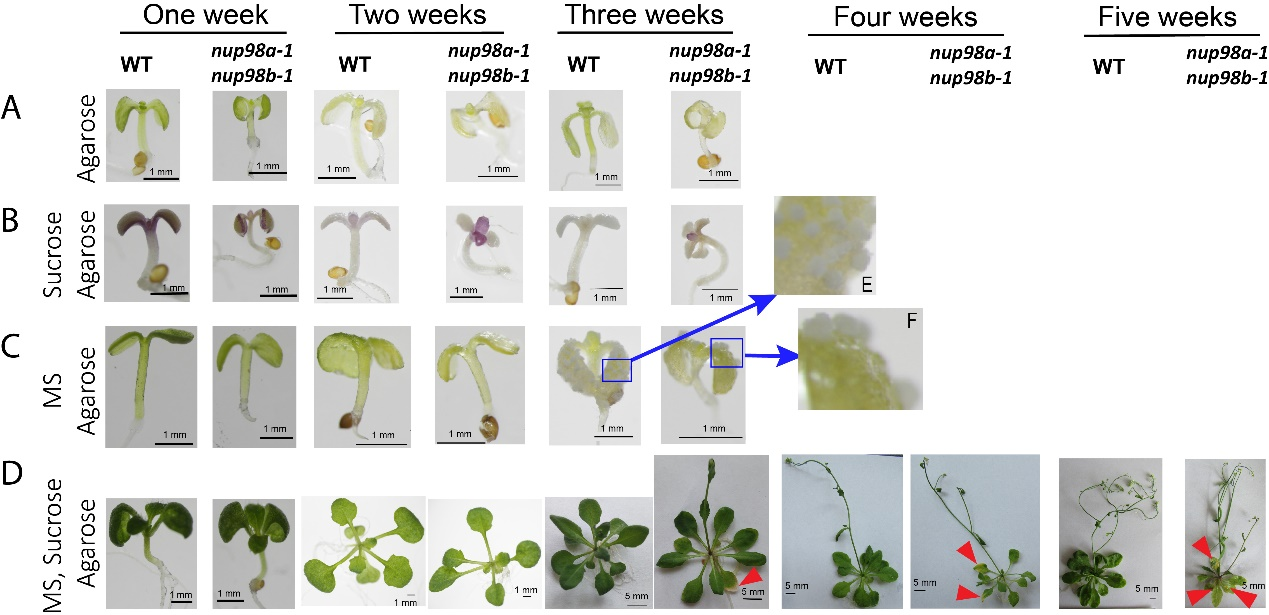 One week Two weeks Three weeks Four weeks Five weeks
WT nup98a-1 nup98b-1 WT nup98a-1 nup98b-1 WT nup98a-1 nup98b-1 WT nup98a-1 nup98b-1 WT nup98a-1 nup98b-1
A
Agarose
1 mm 1 mm 1 mm 1 mm 1 mm 1 mm
B
Sucrose
Agarose
1 mm 1 mm 1 mm 1 mm 1 mm 1 mm
E
C
MS
Agarose
1 mm 1 mm 1 mm 1 mm 1 mm 1 mm
F
D
MS, Sucrose
Agarose
1 mm 1 mm 1 mm 1 mm 5 mm 5 mm 5 mm 5 mm 5 mm 5 mm